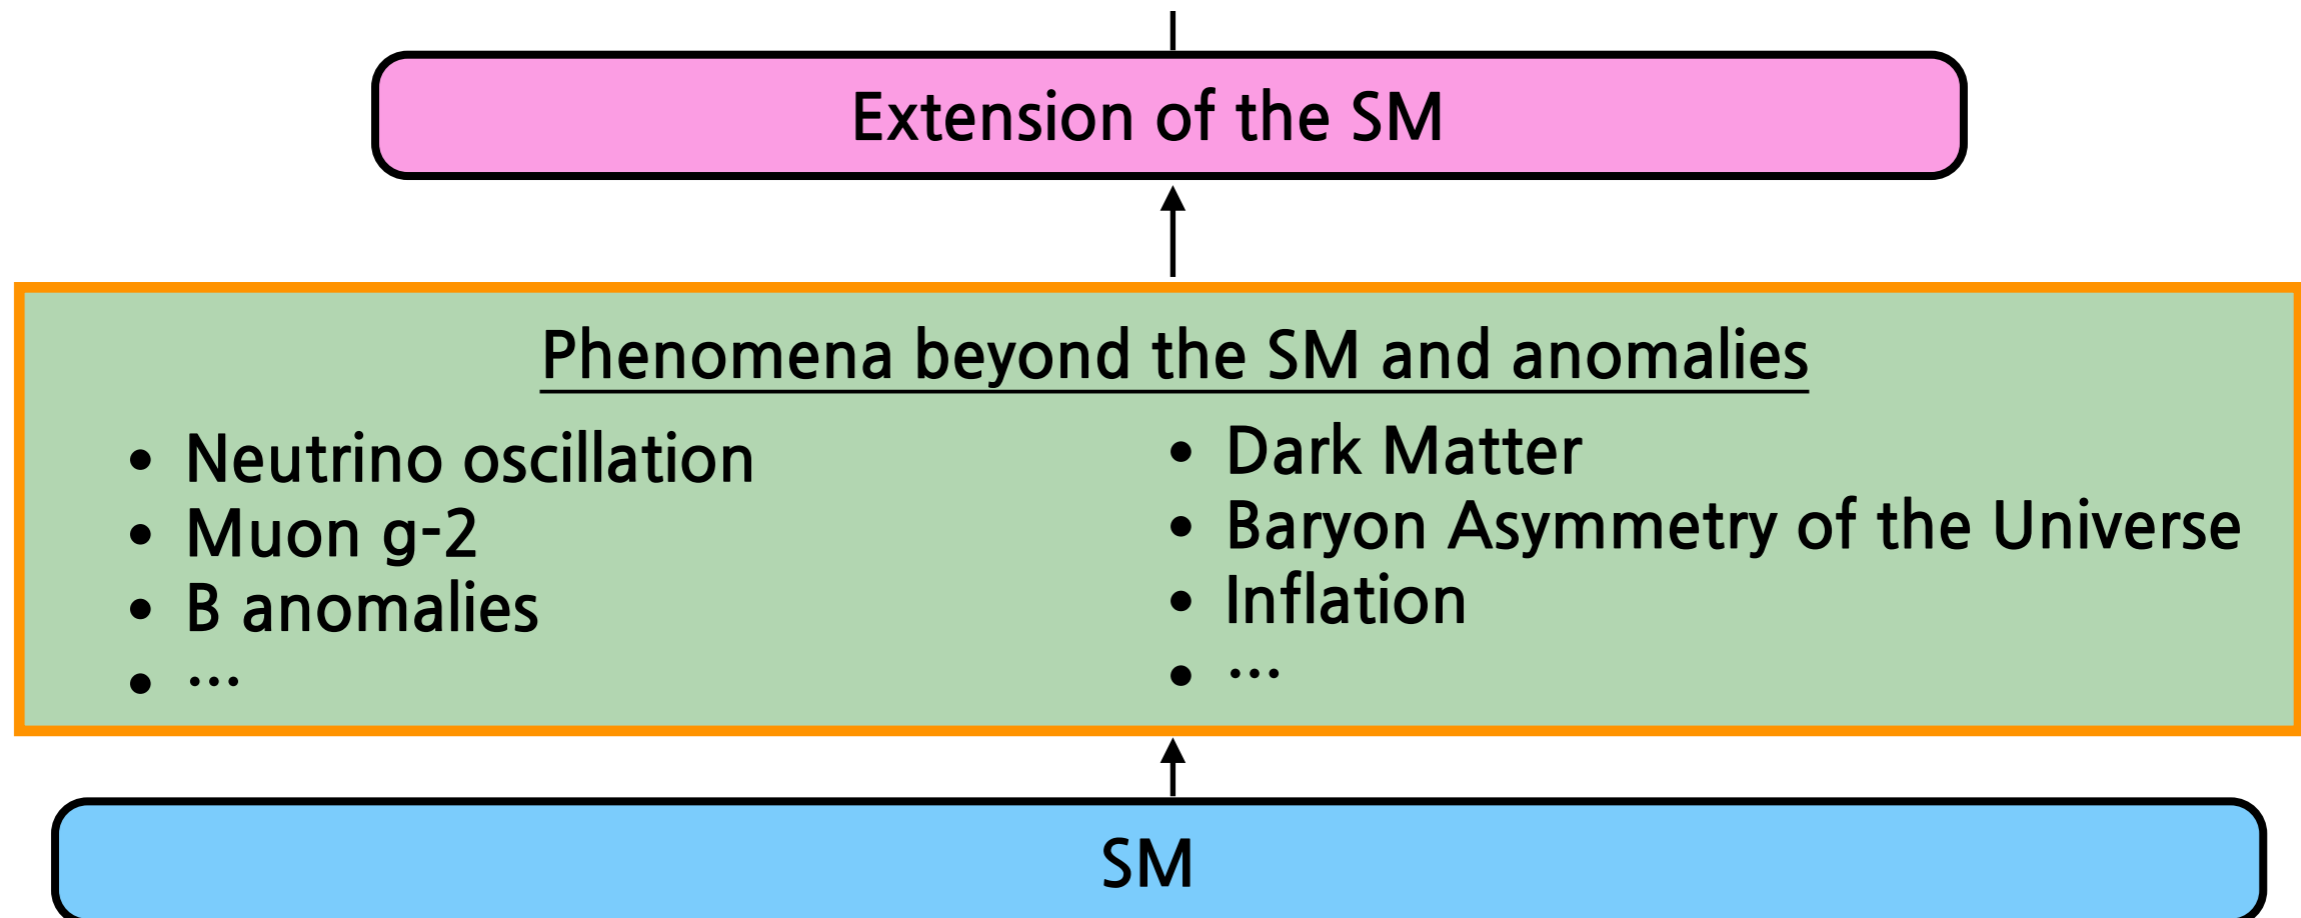 Extension of the SM
Phenomena beyond the SM and anomalies
• Neutrino oscillation
• Muon g-2
• B anomalies
• ⋯
• Dark Matter
• Baryon Asymmetry of the Universe
• Inflation
• ⋯
SM